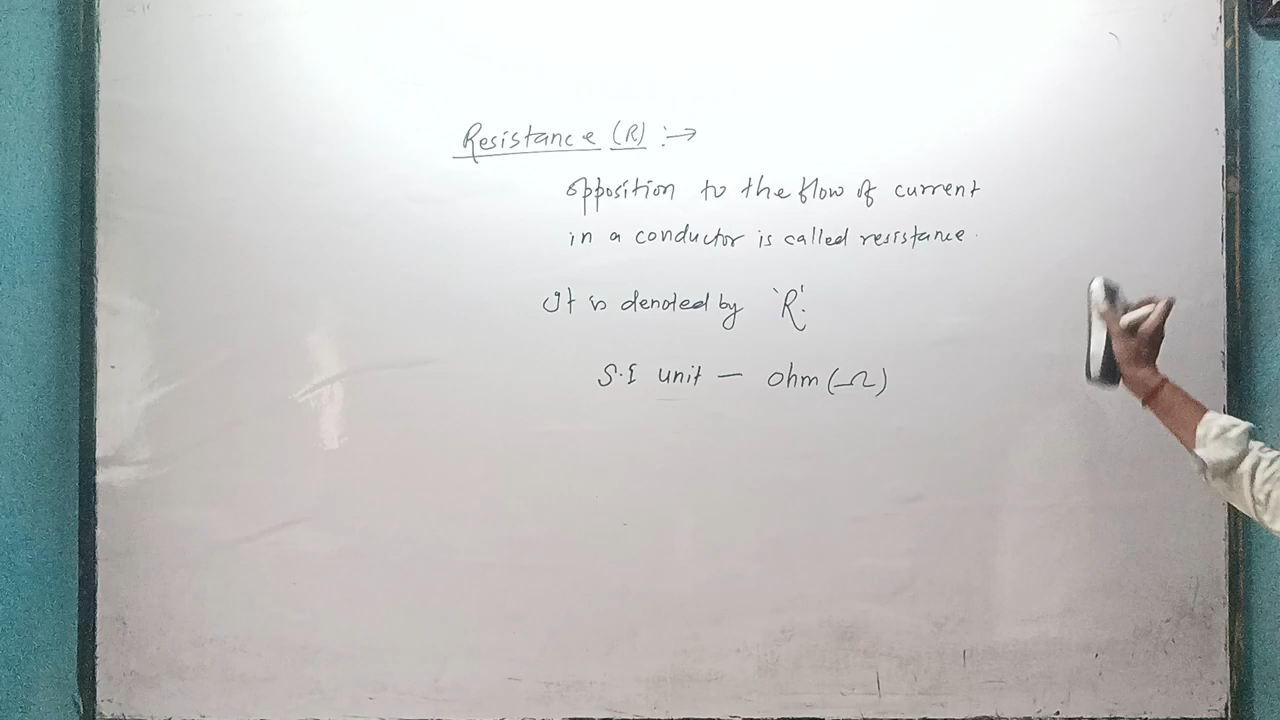 Resistance (R) :→
opposition to the flow of current
in a conductor is called resistance.
It is denoted by 'R'.
S.I unit — ohm (Ω)